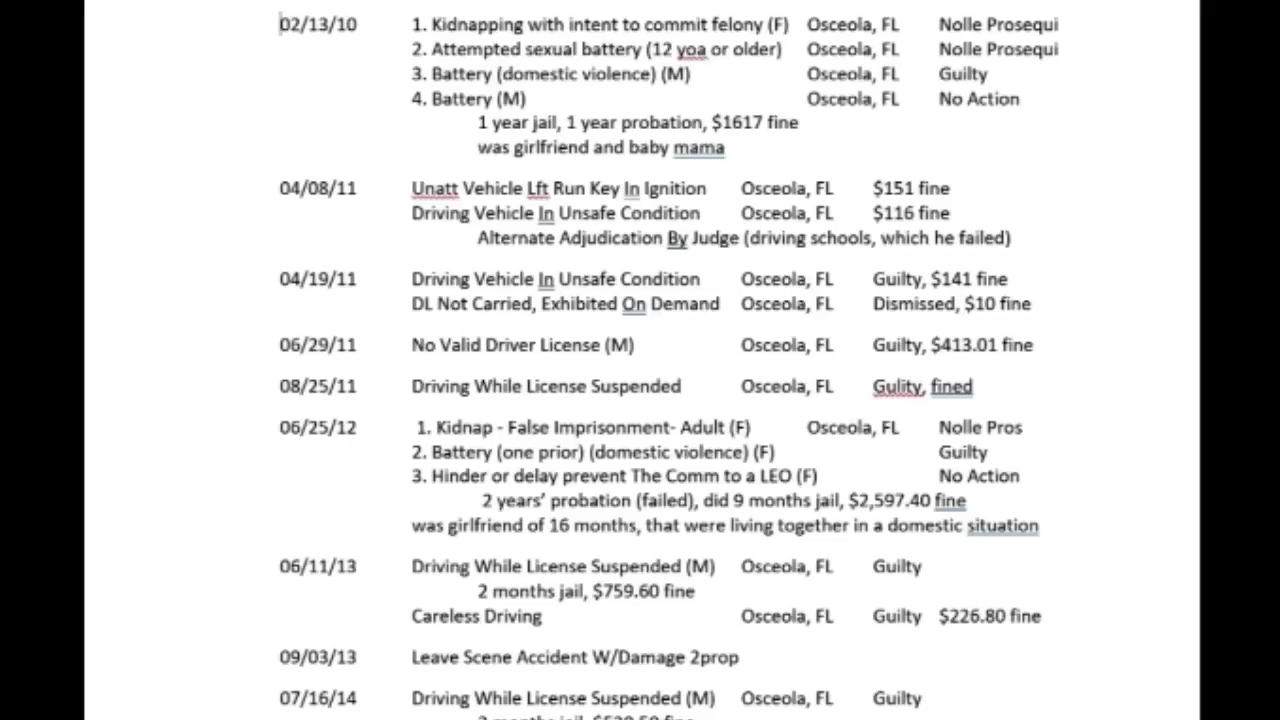 02/13/10 1. Kidnapping with intent to commit felony (F) Osceola, FL Nolle Prosequi
2. Attempted sexual battery (12 yoa or older) Osceola, FL Nolle Prosequi
3. Battery (domestic violence) (M) Osceola, FL Guilty
4. Battery (M) Osceola, FL No Action
1 year jail, 1 year probation, $1617 fine
was girlfriend and baby mama
04/08/11 Unatt Vehicle Lft Run Key In Ignition Osceola, FL $151 fine
Driving Vehicle In Unsafe Condition Osceola, FL $116 fine
Alternate Adjudication By Judge (driving schools, which he failed)
04/19/11 Driving Vehicle In Unsafe Condition Osceola, FL Guilty, $141 fine
DL Not Carried, Exhibited On Demand Osceola, FL Dismissed, $10 fine
06/29/11 No Valid Driver License (M) Osceola, FL Guilty, $413.01 fine
08/25/11 Driving While License Suspended Osceola, FL Gulity, fined
06/25/12 1. Kidnap - False Imprisonment- Adult (F) Osceola, FL Nolle Pros
2. Battery (one prior) (domestic violence) (F) Guilty
3. Hinder or delay prevent The Comm to a LEO (F) No Action
2 years’ probation (failed), did 9 months jail, $2,597.40 fine
was girlfriend of 16 months, that were living together in a domestic situation
06/11/13 Driving While License Suspended (M) Osceola, FL Guilty
2 months jail, $759.60 fine
Careless Driving Osceola, FL Guilty $226.80 fine
09/03/13 Leave Scene Accident W/Damage 2prop
07/16/14 Driving While License Suspended (M) Osceola, FL Guilty
months jail, fine